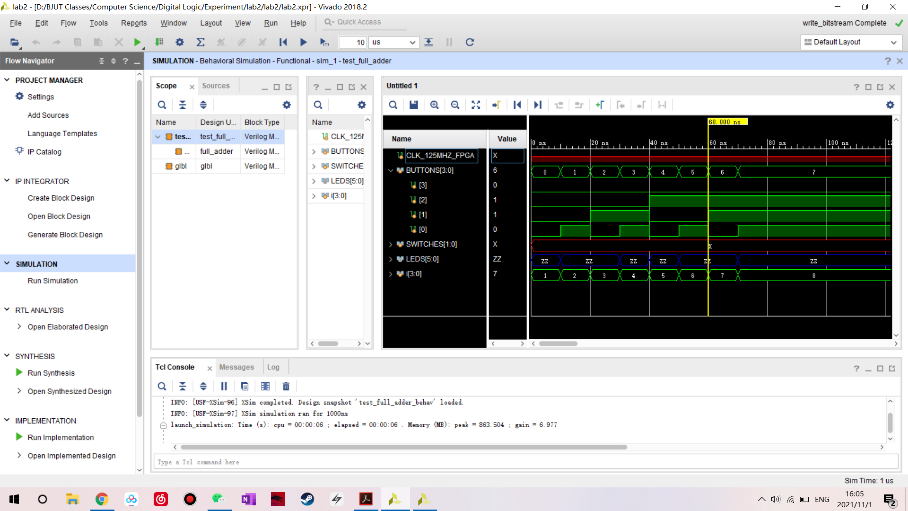 lab2 - [D:/BJUT Classes/Computer Science/Digital Logic/Experiment/lab2/lab2/lab2.xpr] - Vivado 2018.2
File Edit Flow Tools Reports Window Layout View Run Help Quick Access
write_bitstream Complete
10 us
Default Layout
Flow Navigator
SIMULATION - Behavioral Simulation - Functional - sim_1 - test_full_adder
PROJECT MANAGER
Settings
Add Sources
Language Templates
IP Catalog
IP INTEGRATOR
Create Block Design
Open Block Design
Generate Block Design
SIMULATION
Run Simulation
RTL ANALYSIS
Open Elaborated Design
SYNTHESIS
Run Synthesis
Open Synthesized Design
IMPLEMENTATION
Run Implementation
Open Implemented Design
Scope Sources
Name Design U... Block Type
tes... test_full_... Verilog M...
... full_adder Verilog M...
glbl glbl Verilog M...
Name
CLK_125M
BUTTONS
SWITCHE
LEDS[5:0]
i[3:0]
Untitled 1
Name Value
CLK_125MHZ_FPGA X
BUTTONS[3:0] 6
[3] 0
[2] 1
[1] 1
[0] 0
SWITCHES[1:0] X
LEDS[5:0] ZZ
i[3:0] 7
60.000 ns
0 ns 20 ns 40 ns 60 ns 80 ns 100 ns 12
0 1 2 3 4 5 6 7
X
ZZ ZZ ZZ ZZ ZZ ZZ
1 2 3 4 5 6 7 8
Tcl Console Messages Log
INFO: [USF-XSim-96] XSim completed. Design snapshot 'test_full_adder_behav' loaded.
INFO: [USF-XSim-97] XSim simulation ran for 1000ns
launch_simulation: Time (s): cpu = 00:00:06 ; elapsed = 00:00:06 . Memory (MB): peak = 863.504 ; gain = 6.977
Type a Tcl command here
Sim Time: 1 us
ENG
16:05
2021/11/1
2